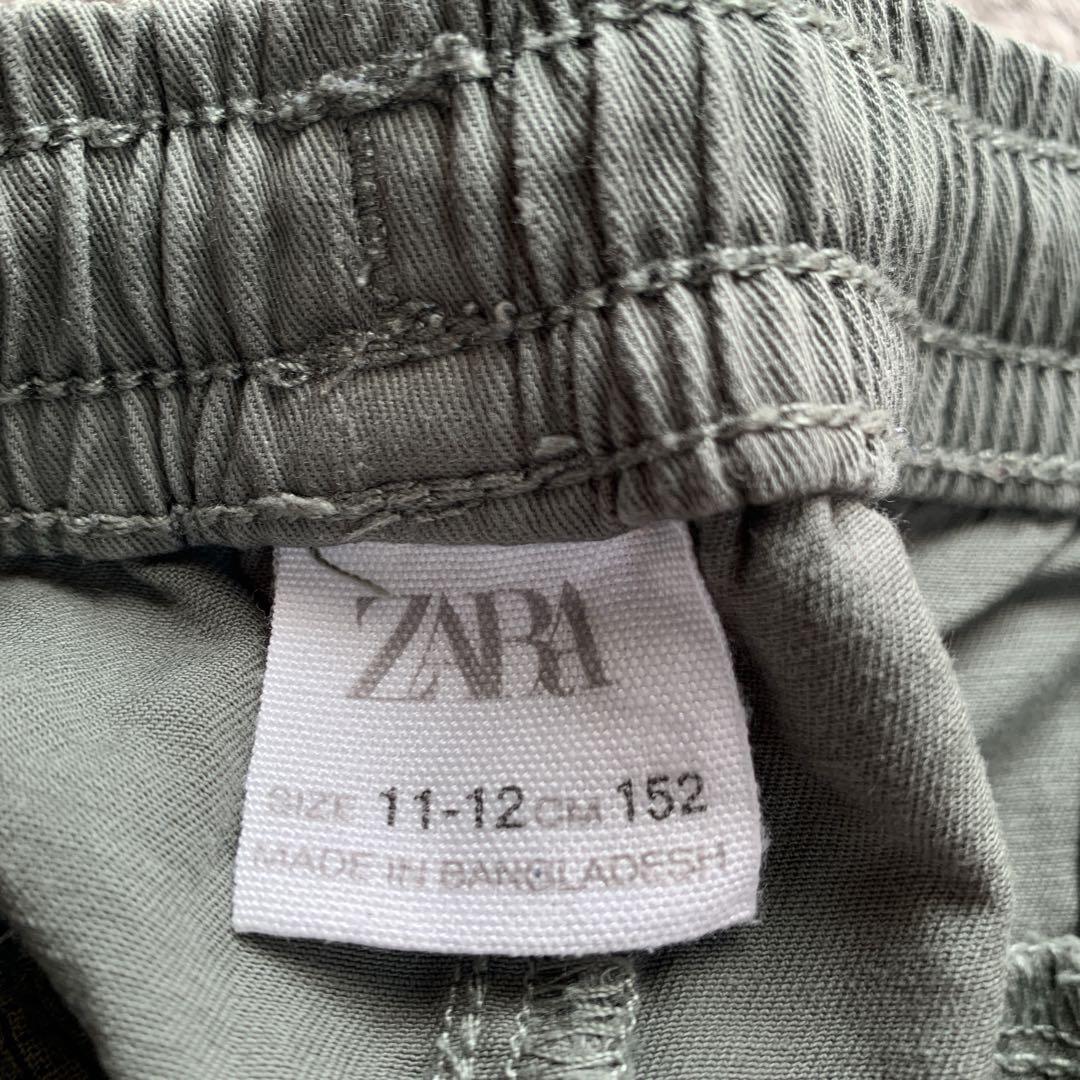 ZARA
SIZE 11-12 CM 152
MADE IN BANGLADESH